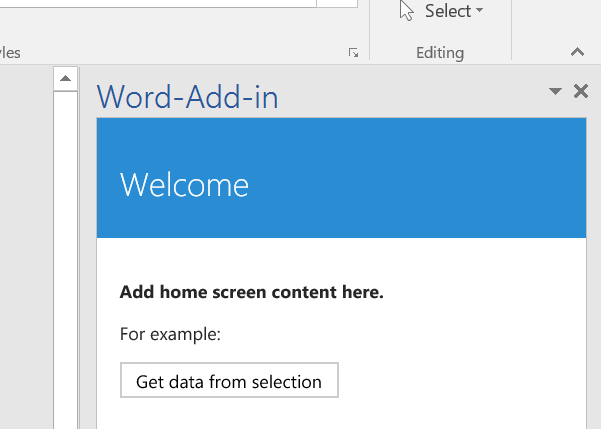 Select
les
Editing
Word-Add-in
Welcome
Add home screen content here.
For example:
Get data from selection